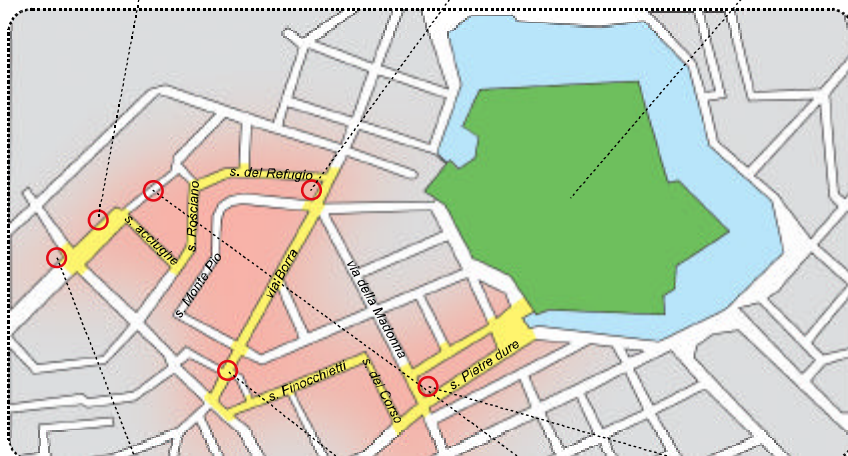 s. del Refugio
s. Rosciano
s. acciughe
s. Monte Pio
via Borra
via della Madonna
s. Pietre dure
s. Finocchietti
s. del Corso